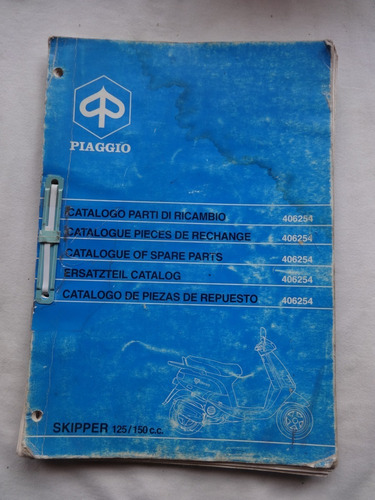 PIAGGIO
CATALOGO PARTI DI RICAMBIO 406254
CATALOGUE PIECES DE RECHANGE 406254
CATALOGUE OF SPARE PARTS 406254
ERSATZTEIL CATALOG 406254
CATALOGO DE PIEZAS DE REPUESTO 406254
SKIPPER 125/150 c.c.